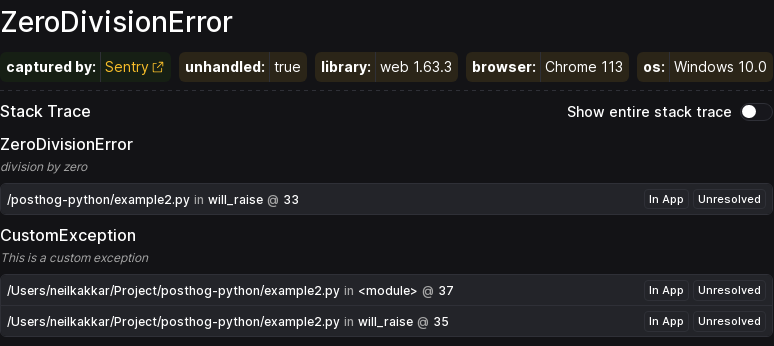 ZeroDivisionError
captured by: Sentry unhandled: true library: web 1.63.3 browser: Chrome 113 os: Windows 10.0
Stack Trace Show entire stack trace
ZeroDivisionError
division by zero
/posthog-python/example2.py in will_raise @ 33 In App Unresolved
CustomException
This is a custom exception
/Users/neilkakkar/Project/posthog-python/example2.py in <module> @ 37 In App Unresolved
/Users/neilkakkar/Project/posthog-python/example2.py in will_raise @ 35 In App Unresolved